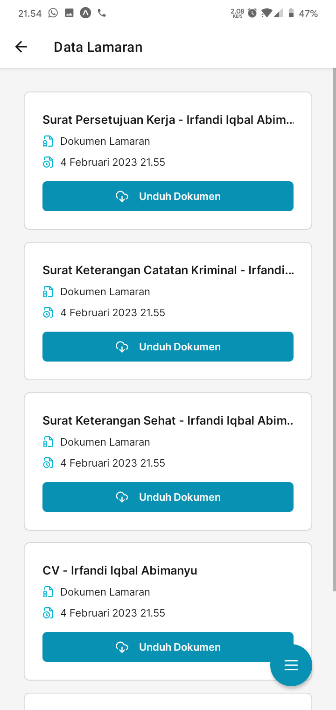 21.54 2,08 KB/S 47%
Data Lamaran
Surat Persetujuan Kerja - Irfandi Iqbal Abim...
Dokumen Lamaran
4 Februari 2023 21.55
Unduh Dokumen
Surat Keterangan Catatan Kriminal - Irfandi...
Dokumen Lamaran
4 Februari 2023 21.55
Unduh Dokumen
Surat Keterangan Sehat - Irfandi Iqbal Abim..
Dokumen Lamaran
4 Februari 2023 21.55
Unduh Dokumen
CV - Irfandi Iqbal Abimanyu
Dokumen Lamaran
4 Februari 2023 21.55
Unduh Dokumen